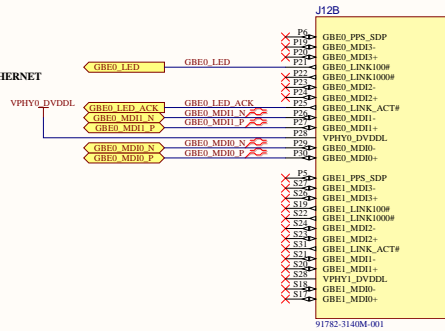 J12B
P6 GBE0_PPS_SDP
P19 GBE0_MDI3-
P20 GBE0_MDI3+
GBE0_LED GBE0_LED P21 GBE0_LINK100#
HERNET
P22 GBE0_LINK1000#
P23 GBE0_MDI2-
P24 GBE0_MDI2+
VPHY0_DVDDL
GBE0_LED_ACK GBE0_LED_ACK P25 GBE0_LINK_ACT#
GBE0_MDI1_N GBE0_MDI1_N P26 GBE0_MDI1-
GBE0_MDI1_P GBE0_MDI1_P P27 GBE0_MDI1+
P28 VPHY0_DVDDL
GBE0_MDI0_N GBE0_MDI0_N P29 GBE0_MDI0-
GBE0_MDI0_P GBE0_MDI0_P P30 GBE0_MDI0+
P5 GBE1_PPS_SDP
S27 GBE1_MDI3-
S26 GBE1_MDI3+
S19 GBE1_LINK100#
S22 GBE1_LINK1000#
S24 GBE1_MDI2-
S23 GBE1_MDI2+
S31 GBE1_LINK_ACT#
S21 GBE1_MDI1-
S20 GBE1_MDI1+
S28 VPHY1_DVDDL
S18 GBE1_MDI0-
S17 GBE1_MDI0+
91782-3140M-001